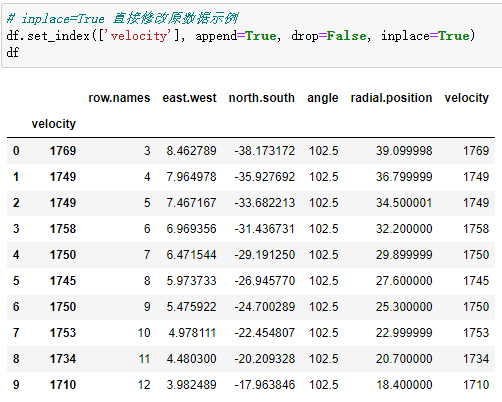 # inplace=True 直接修改原数据示例
df.set_index(['velocity'], append=True, drop=False, inplace=True)
df
row.names east.west north.south angle radial.position velocity
velocity
0 1769 3 8.462789 -38.173172 102.5 39.099998 1769
1 1749 4 7.964978 -35.927692 102.5 36.799999 1749
2 1749 5 7.467167 -33.682213 102.5 34.500001 1749
3 1758 6 6.969356 -31.436731 102.5 32.200000 1758
4 1750 7 6.471544 -29.191250 102.5 29.899999 1750
5 1745 8 5.973733 -26.945770 102.5 27.600000 1745
6 1750 9 5.475922 -24.700289 102.5 25.300000 1750
7 1753 10 4.978111 -22.454807 102.5 22.999999 1753
8 1734 11 4.480300 -20.209328 102.5 20.700000 1734
9 1710 12 3.982489 -17.963846 102.5 18.400000 1710